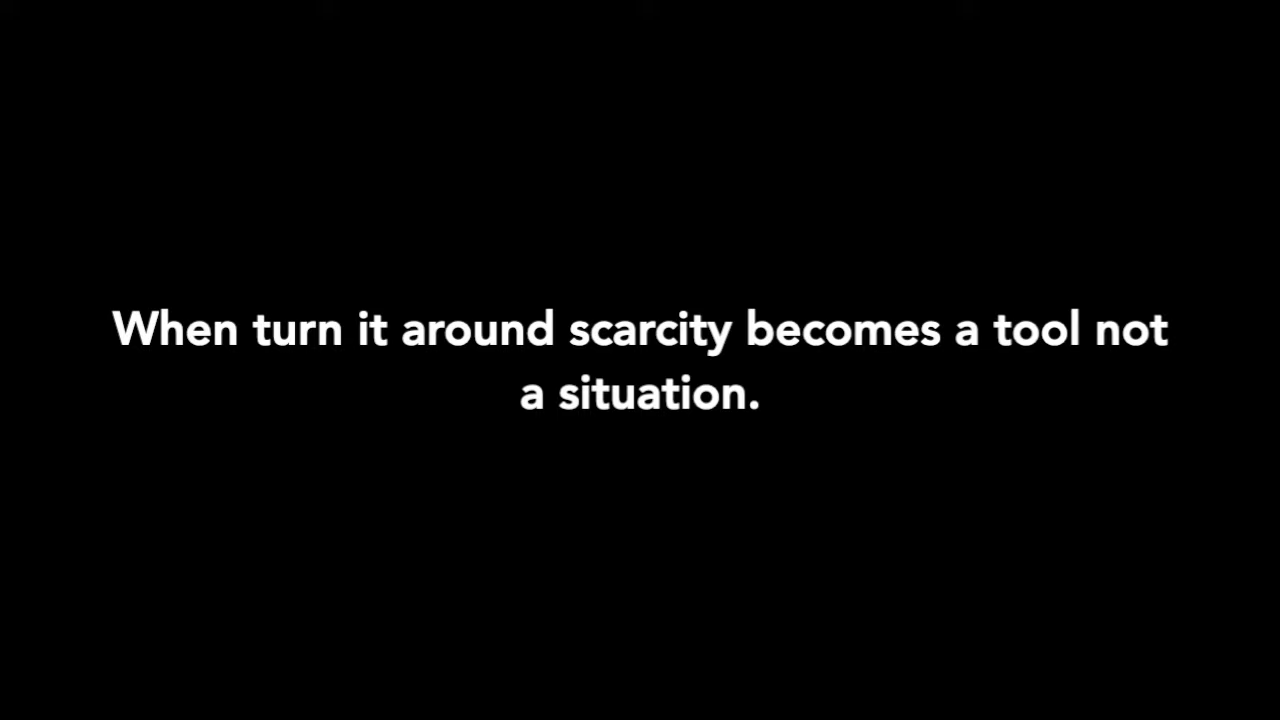 When turn it around scarcity becomes a tool not
a situation.